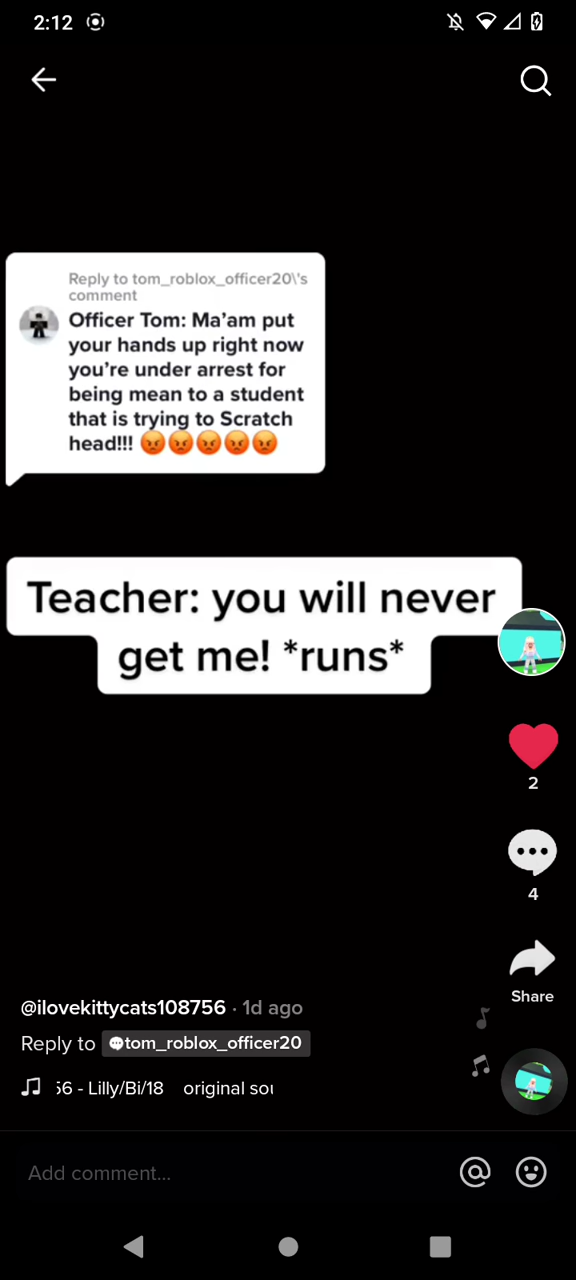 2:12
Reply to tom_roblox_officer20\'s
comment
Officer Tom: Ma’am put
your hands up right now
you’re under arrest for
being mean to a student
that is trying to Scratch
head!!! 😡😡😡😡😡
Teacher: you will never
get me! *runs*
2
4
Share
@ilovekittycats108756 · 1d ago
Reply to tom_roblox_officer20
56 - Lilly/Bi/18 original sou
Add comment...